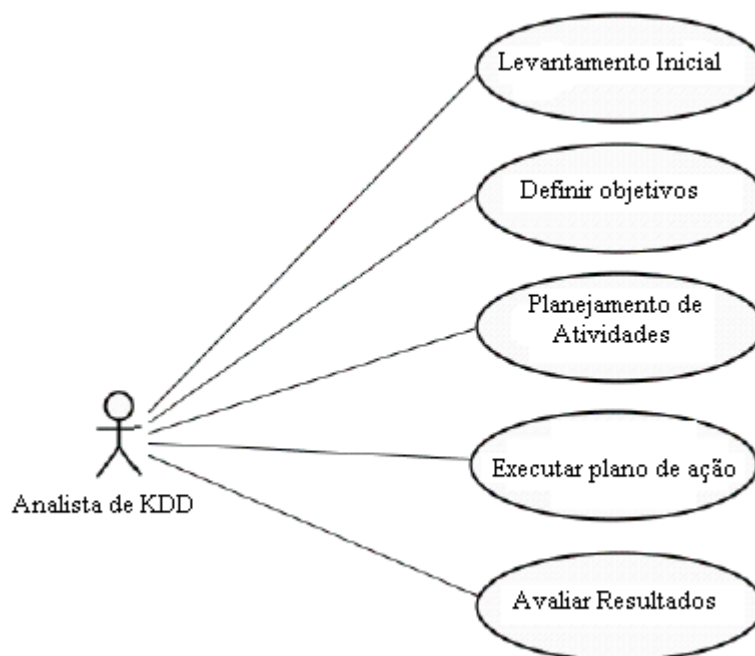 Levantamento Inicial
Definir objetivos
Planejamento de
Atividades
Executar plano de ação
Analista de KDD
Avaliar Resultados